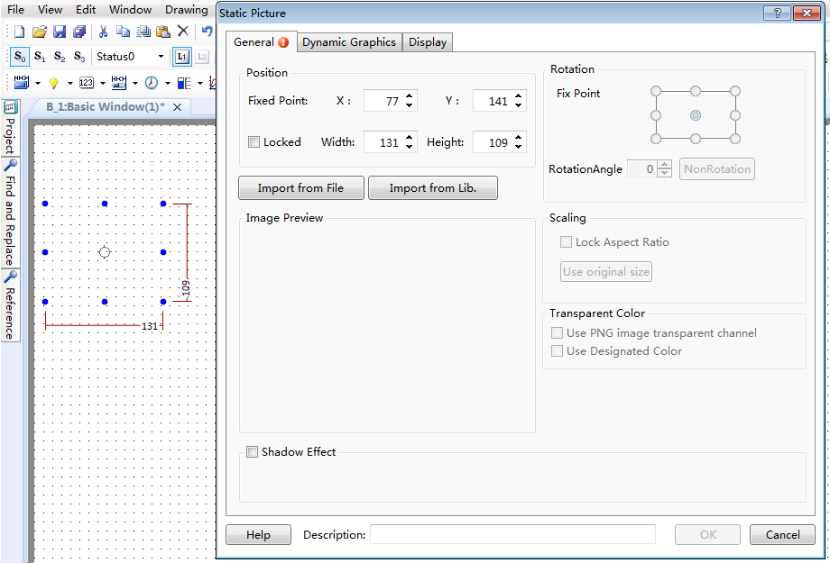 File View Edit Window Drawing
Static Picture
S0 S1 S2 S3 Status0 L1 L2
123
B_1:Basic Window(1)*
Project
Find and Replace
Reference
109
131
General Dynamic Graphics Display
Position
Fixed Point: X : 77 Y : 141
Locked Width: 131 Height: 109
Import from File Import from Lib.
Image Preview
Rotation
Fix Point
RotationAngle 0 NonRotation
Scaling
Lock Aspect Ratio
Use original size
Transparent Color
Use PNG image transparent channel
Use Designated Color
Shadow Effect
Help Description: OK Cancel